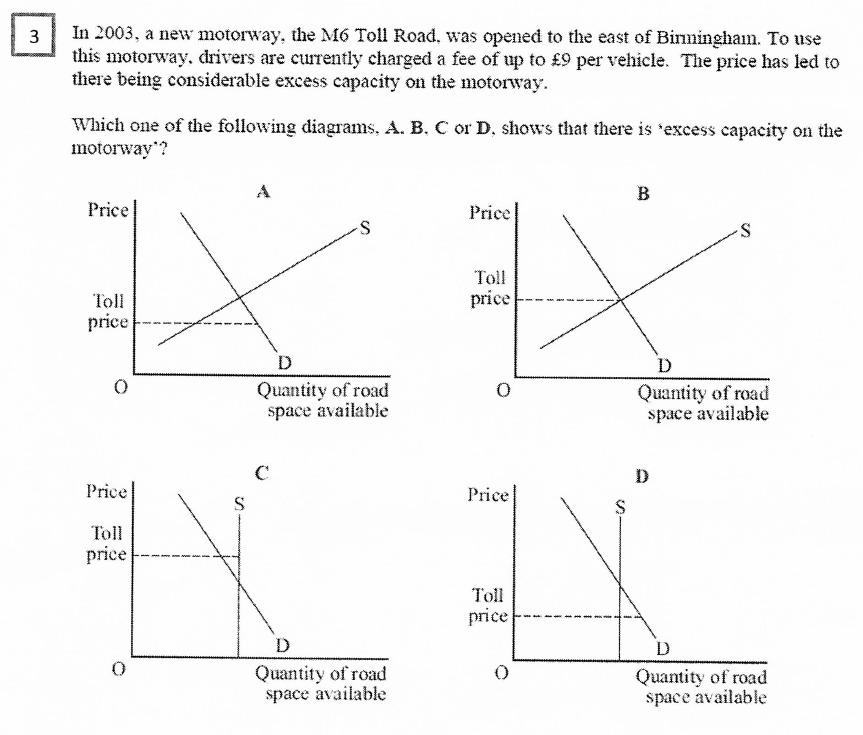 3
In 2003, a new motorway, the M6 Toll Road, was opened to the east of Birmingham. To use
this motorway, drivers are currently charged a fee of up to £9 per vehicle. The price has led to
there being considerable excess capacity on the motorway.
Which one of the following diagrams, A, B, C or D, shows that there is 'excess capacity on the
motorway'?
A
Price
S
Toll
price
D
O
Quantity of road
space available
B
Price
S
Toll
price
D
O
Quantity of road
space available
C
Price
S
Toll
price
D
O
Quantity of road
space available
D
Price
S
Toll
price
D
O
Quantity of road
space available